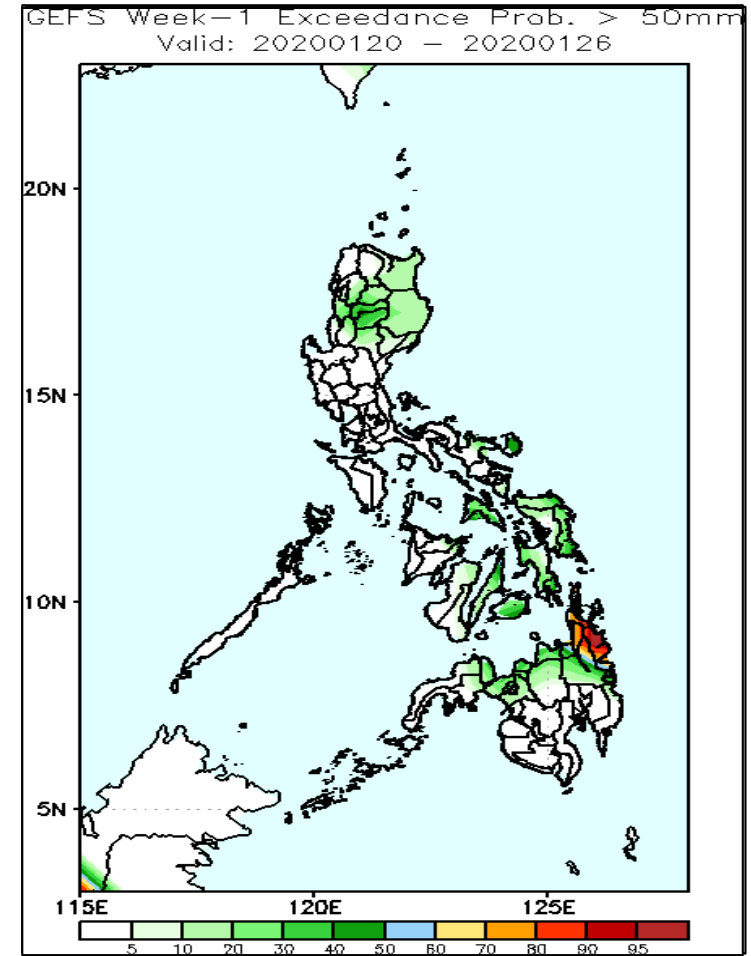 GEFS Week-1 Exceedance Prob. > 50mm
Valid: 20200120 - 20200126
20N
15N
10N
5N
115E 120E 125E
5 10 20 30 40 50 60 70 80 90 95